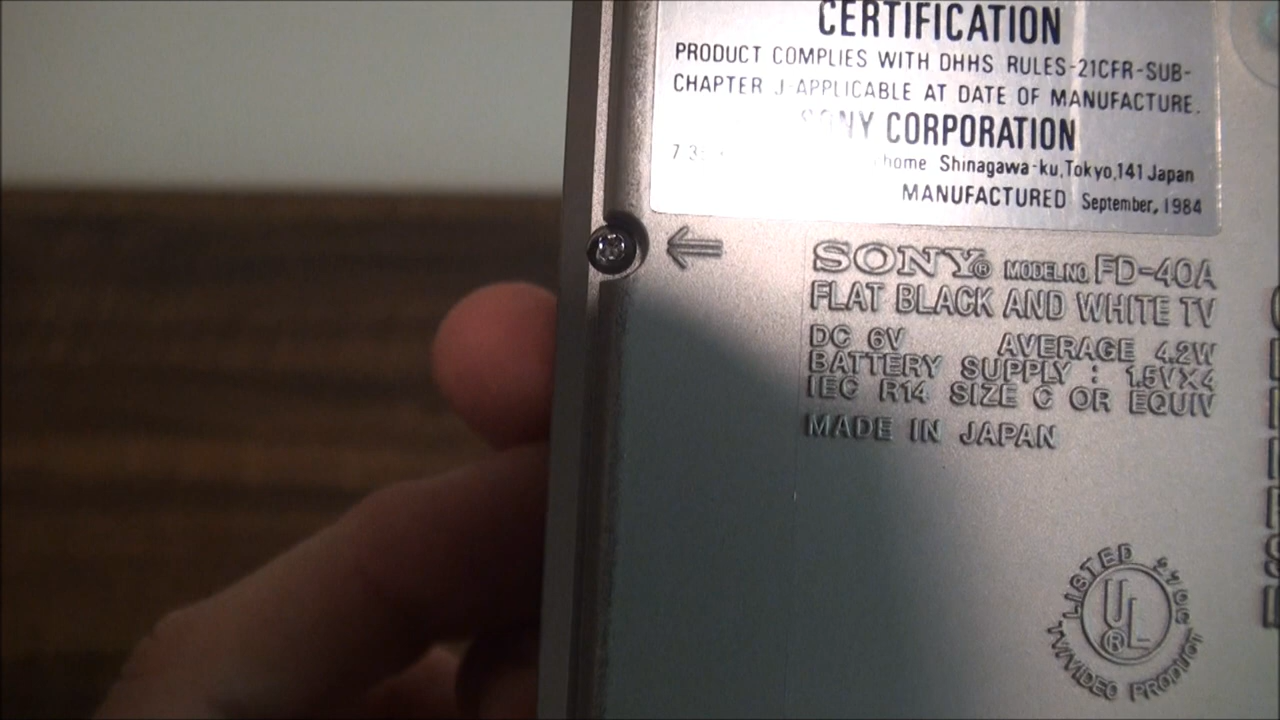 CERTIFICATION
PRODUCT COMPLIES WITH DHHS RULES-21CFR-SUB-
CHAPTER J APPLICABLE AT DATE OF MANUFACTURE.
SONY CORPORATION
Shinagawa-ku,Tokyo,141 Japan
MANUFACTURED September, 1984
SONY® MODEL NO. FD-40A
FLAT BLACK AND WHITE TV
DC 6V AVERAGE 4.2W
BATTERY SUPPLY : 1.5V×4
IEC R14 SIZE C OR EQUIV
MADE IN JAPAN
LISTED
UL®
TV/VIDEO PRODUCT